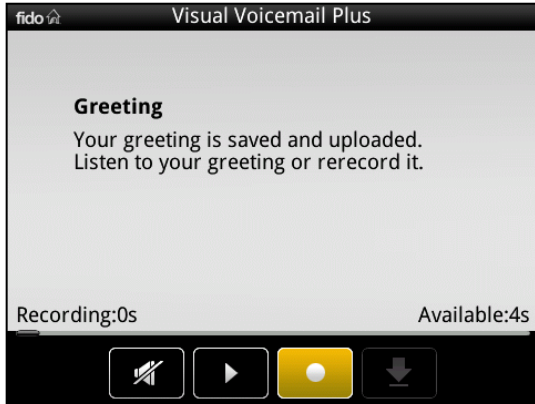 fido
Visual Voicemail Plus
Greeting
Your greeting is saved and uploaded.
Listen to your greeting or rerecord it.
Recording:0s
Available:4s